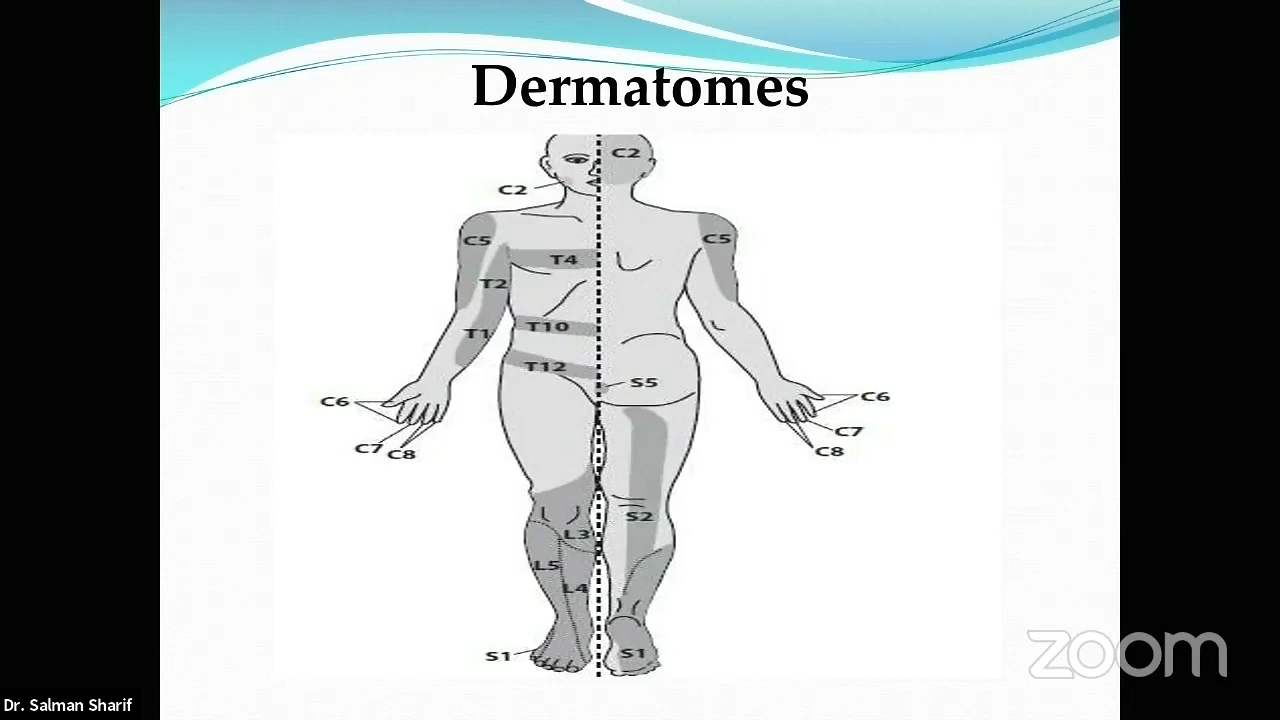 Dermatomes
C2
C2
C5
C5
T4
T2
T10
T1
T12
S5
C6
C6
C7
C8
C7
C8
S2
L3
L5
L4
S1
S1
zoom
Dr. Salman Sharif